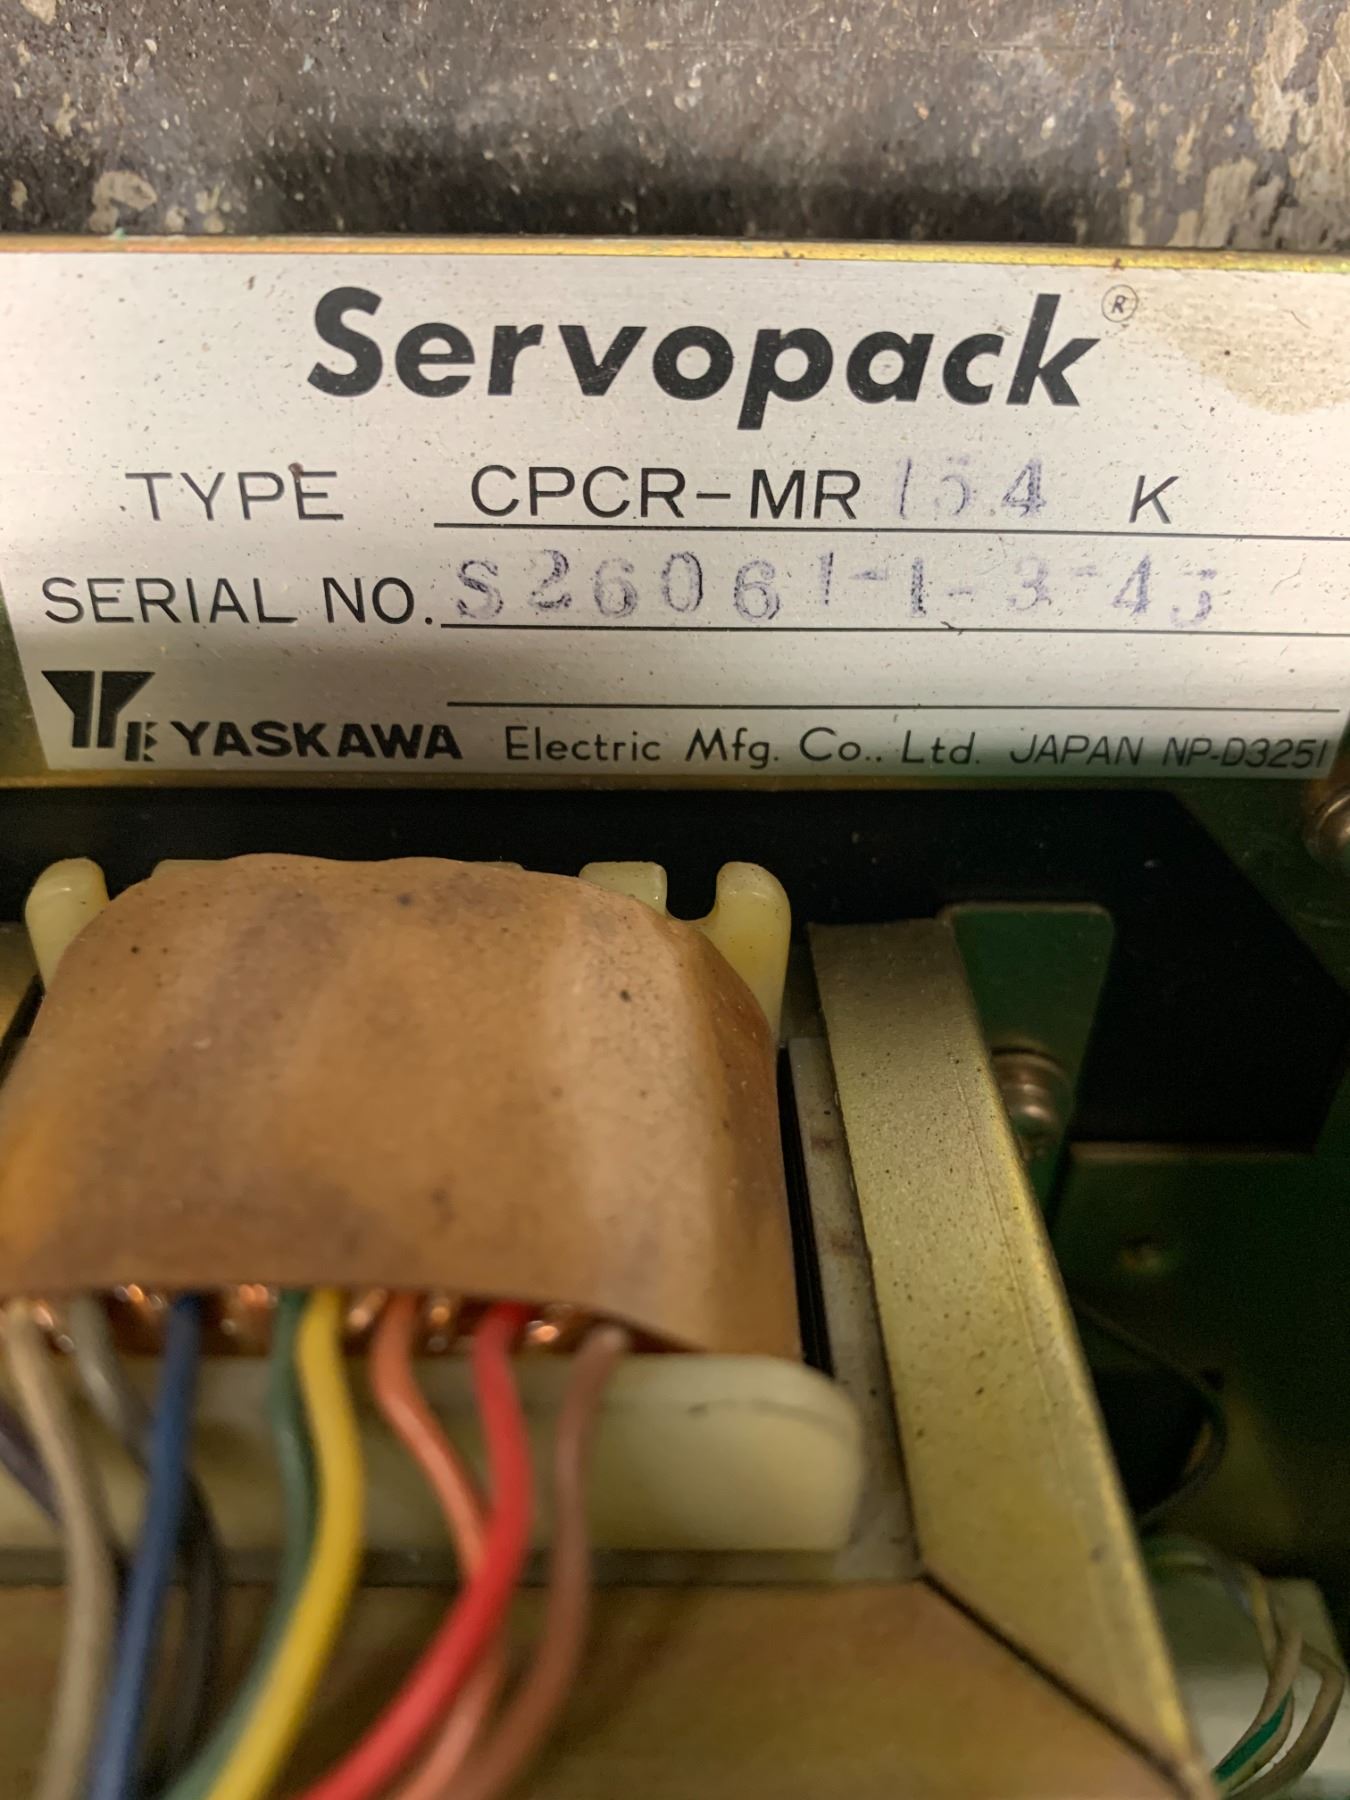 Servopack®
TYPE CPCR-MR 154 K
SERIAL NO. S26061-1-3-45
YASKAWA Electric Mfg. Co., Ltd. JAPAN NP-D3251